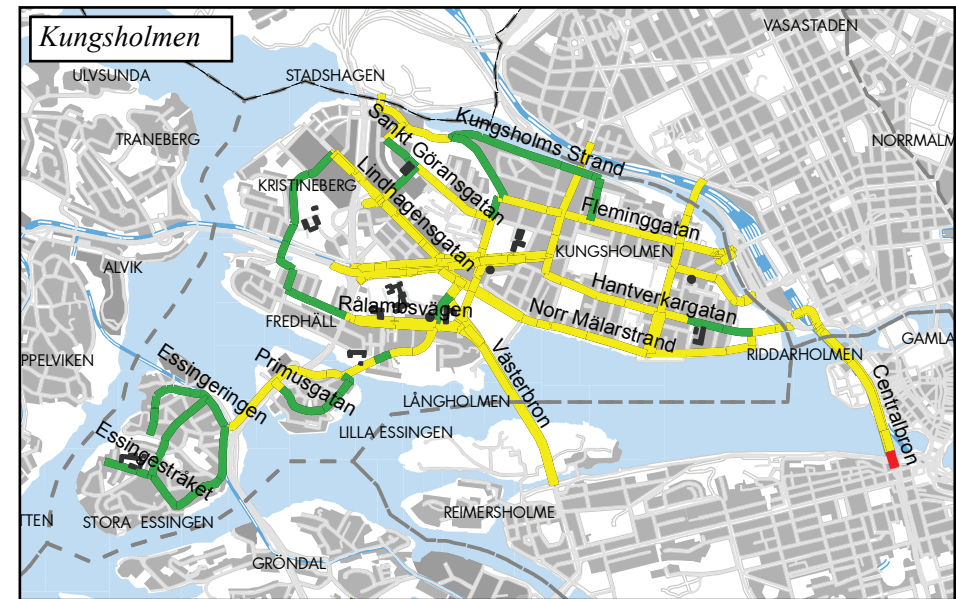 Kungsholmen
VASASTADEN
ULVSUNDA
STADSHAGEN
TRANEBERG
Sankt Göransgatan
Kungsholms Strand
NORRMALM
KRISTINEBERG
Lindhagensgatan
Fleminggatan
KUNGSHOLMEN
ALVIK
Hantverkargatan
Rålambsvägen
Norr Mälarstrand
FREDHÄLL
PPELVIKEN
Essingeringen
Primusgatan
Västerbron
RIDDARHOLMEN
GAMLA
Centralbron
LÅNGHOLMEN
LILLA ESSINGEN
Essingestråket
REIMERSHOLME
TTEN
STORA ESSINGEN
GRÖNDAL